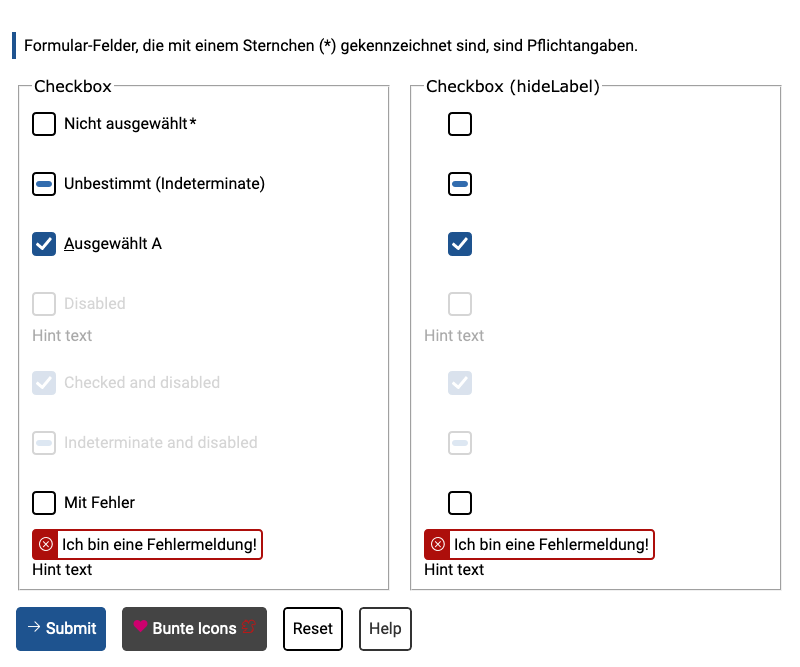 Formular-Felder, die mit einem Sternchen (*) gekennzeichnet sind, sind Pflichtangaben.
Checkbox
Nicht ausgewählt*
Unbestimmt (Indeterminate)
Ausgewählt A
Disabled
Hint text
Checked and disabled
Indeterminate and disabled
Mit Fehler
Ich bin eine Fehlermeldung!
Hint text
Checkbox (hideLabel)
Hint text
Ich bin eine Fehlermeldung!
Hint text
Submit
Bunte Icons
Reset
Help